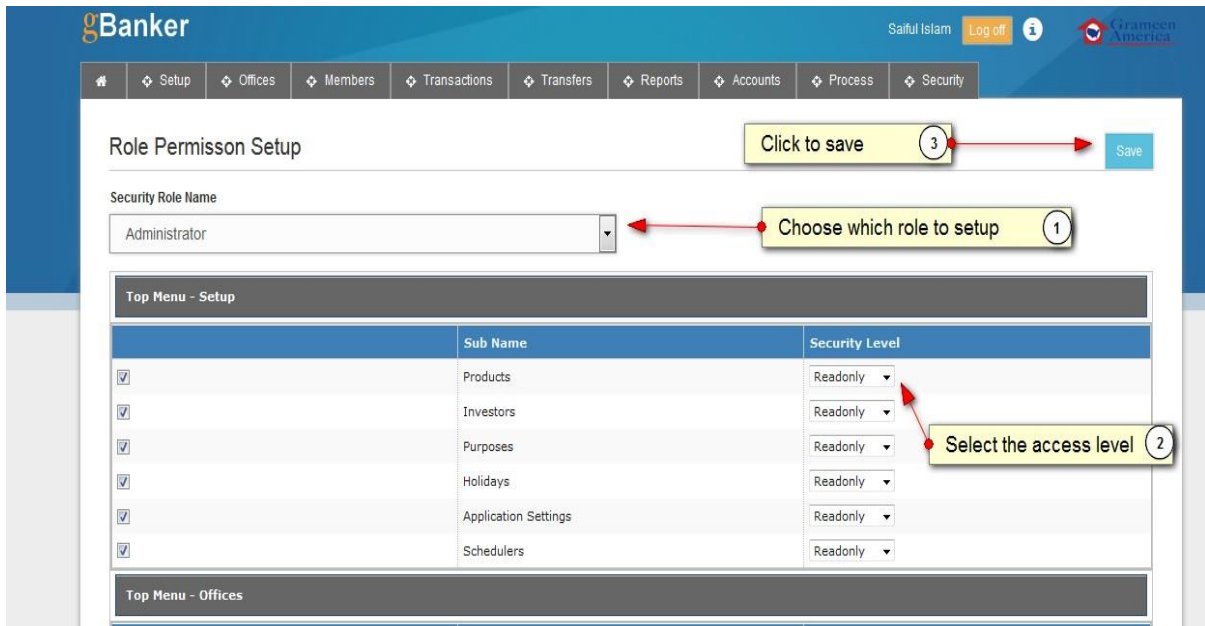 gBanker
Saiful Islam Log off i Grameen America
Setup Offices Members Transactions Transfers Reports Accounts Process Security
Role Permisson Setup
Click to save 3
Save
Security Role Name
Administrator
Choose which role to setup 1
Top Menu - Setup
Sub Name Security Level
Products Readonly
Investors Readonly
Select the access level 2
Purposes Readonly
Holidays Readonly
Application Settings Readonly
Schedulers Readonly
Top Menu - Offices